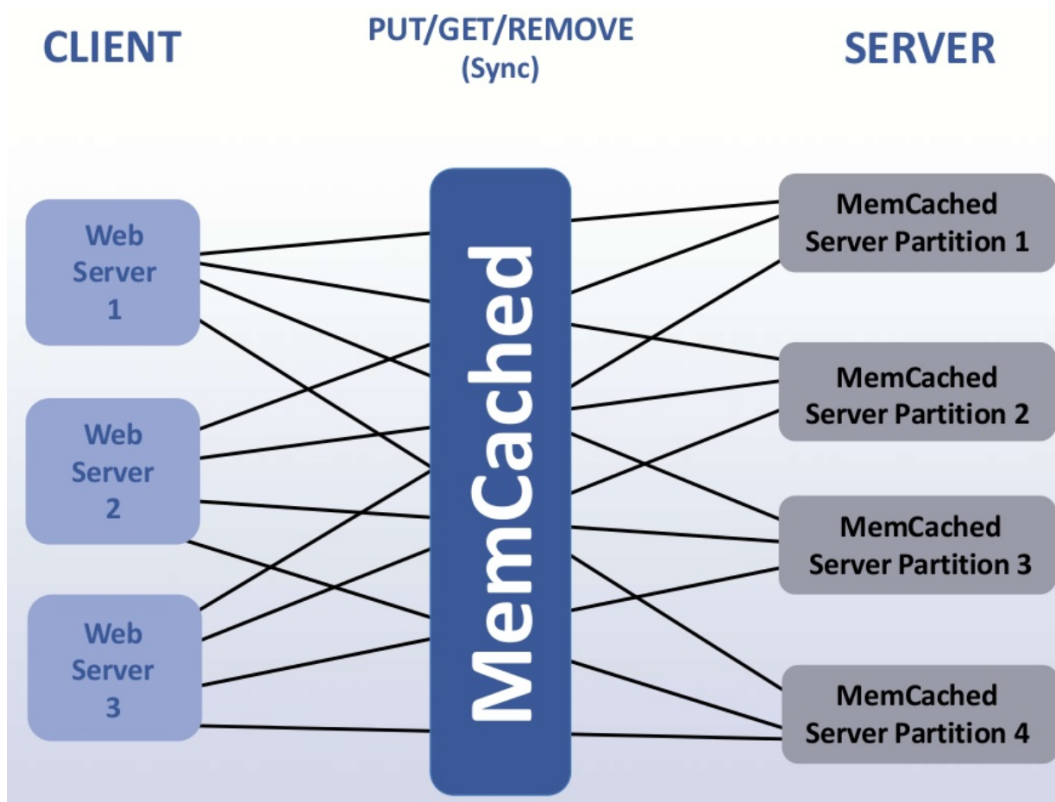 CLIENT
PUT/GET/REMOVE
(Sync)
SERVER
Web
Server
1
Web
Server
2
Web
Server
3
MemCached
MemCached
Server Partition 1
MemCached
Server Partition 2
MemCached
Server Partition 3
MemCached
Server Partition 4